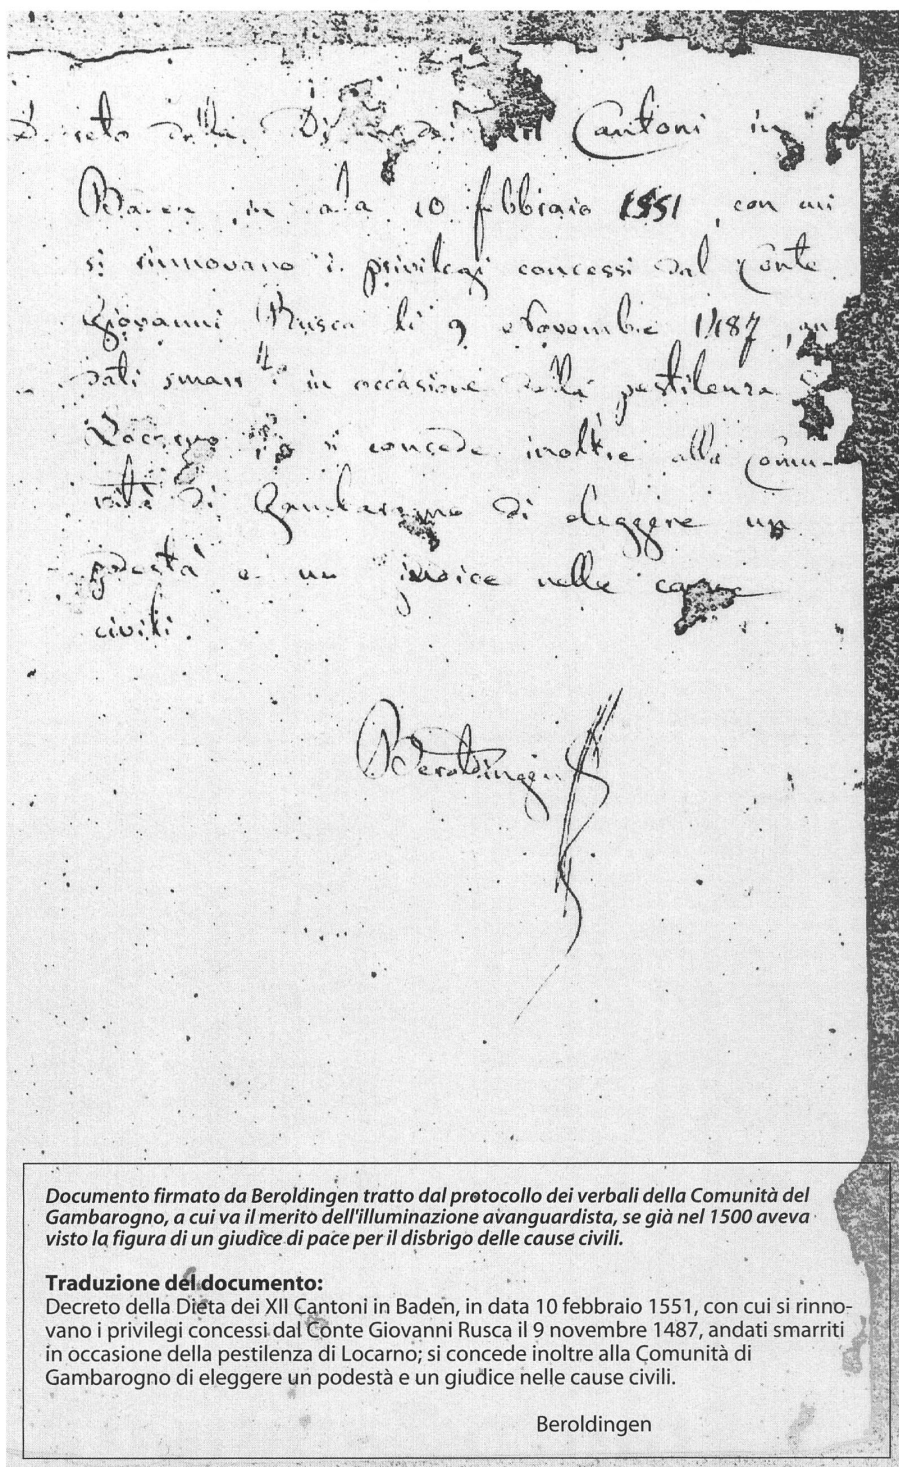 Decreto della Dieta dei XII Cantoni in
Baden in data 10 febbraio 1551, con cui
si rinnovano i privilegi concessi dal Conte
Giovanni Rusca li 9 Novembre 1487, an-
dati smarriti in occasione della pestilenza di
Locarno; si concede inoltre alla Comu-
nità di Gambarogno di eleggere un
podestà e un giudice nelle cause
civili.
Beroldingen
Documento firmato da Beroldingen tratto dal protocollo dei verbali della Comunità del
Gambarogno, a cui va il merito dell'illuminazione avanguardista, se già nel 1500 aveva
visto la figura di un giudice di pace per il disbrigo delle cause civili.
Traduzione del documento:
Decreto della Dieta dei XII Cantoni in Baden, in data 10 febbraio 1551, con cui si rinno-
vano i privilegi concessi dal Conte Giovanni Rusca il 9 novembre 1487, andati smarriti
in occasione della pestilenza di Locarno; si concede inoltre alla Comunità di
Gambarogno di eleggere un podestà e un giudice nelle cause civili.
Beroldingen